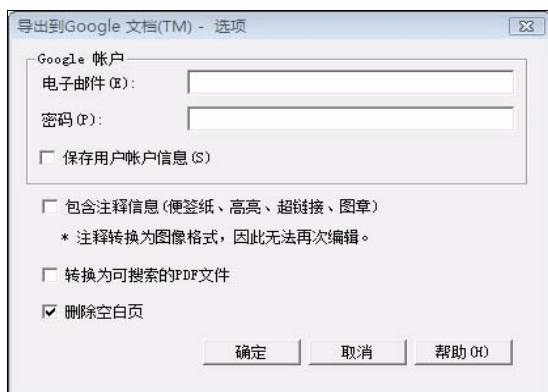 导出到Google 文档(TM) - 选项
Google 帐户
电子邮件(E):
密码(P):
保存用户帐户信息(S)
包含注释信息(便签纸、高亮、超链接、图章)
* 注释转换为图像格式，因此无法再次编辑。
转换为可搜索的PDF文件
删除空白页
确定 取消 帮助(H)